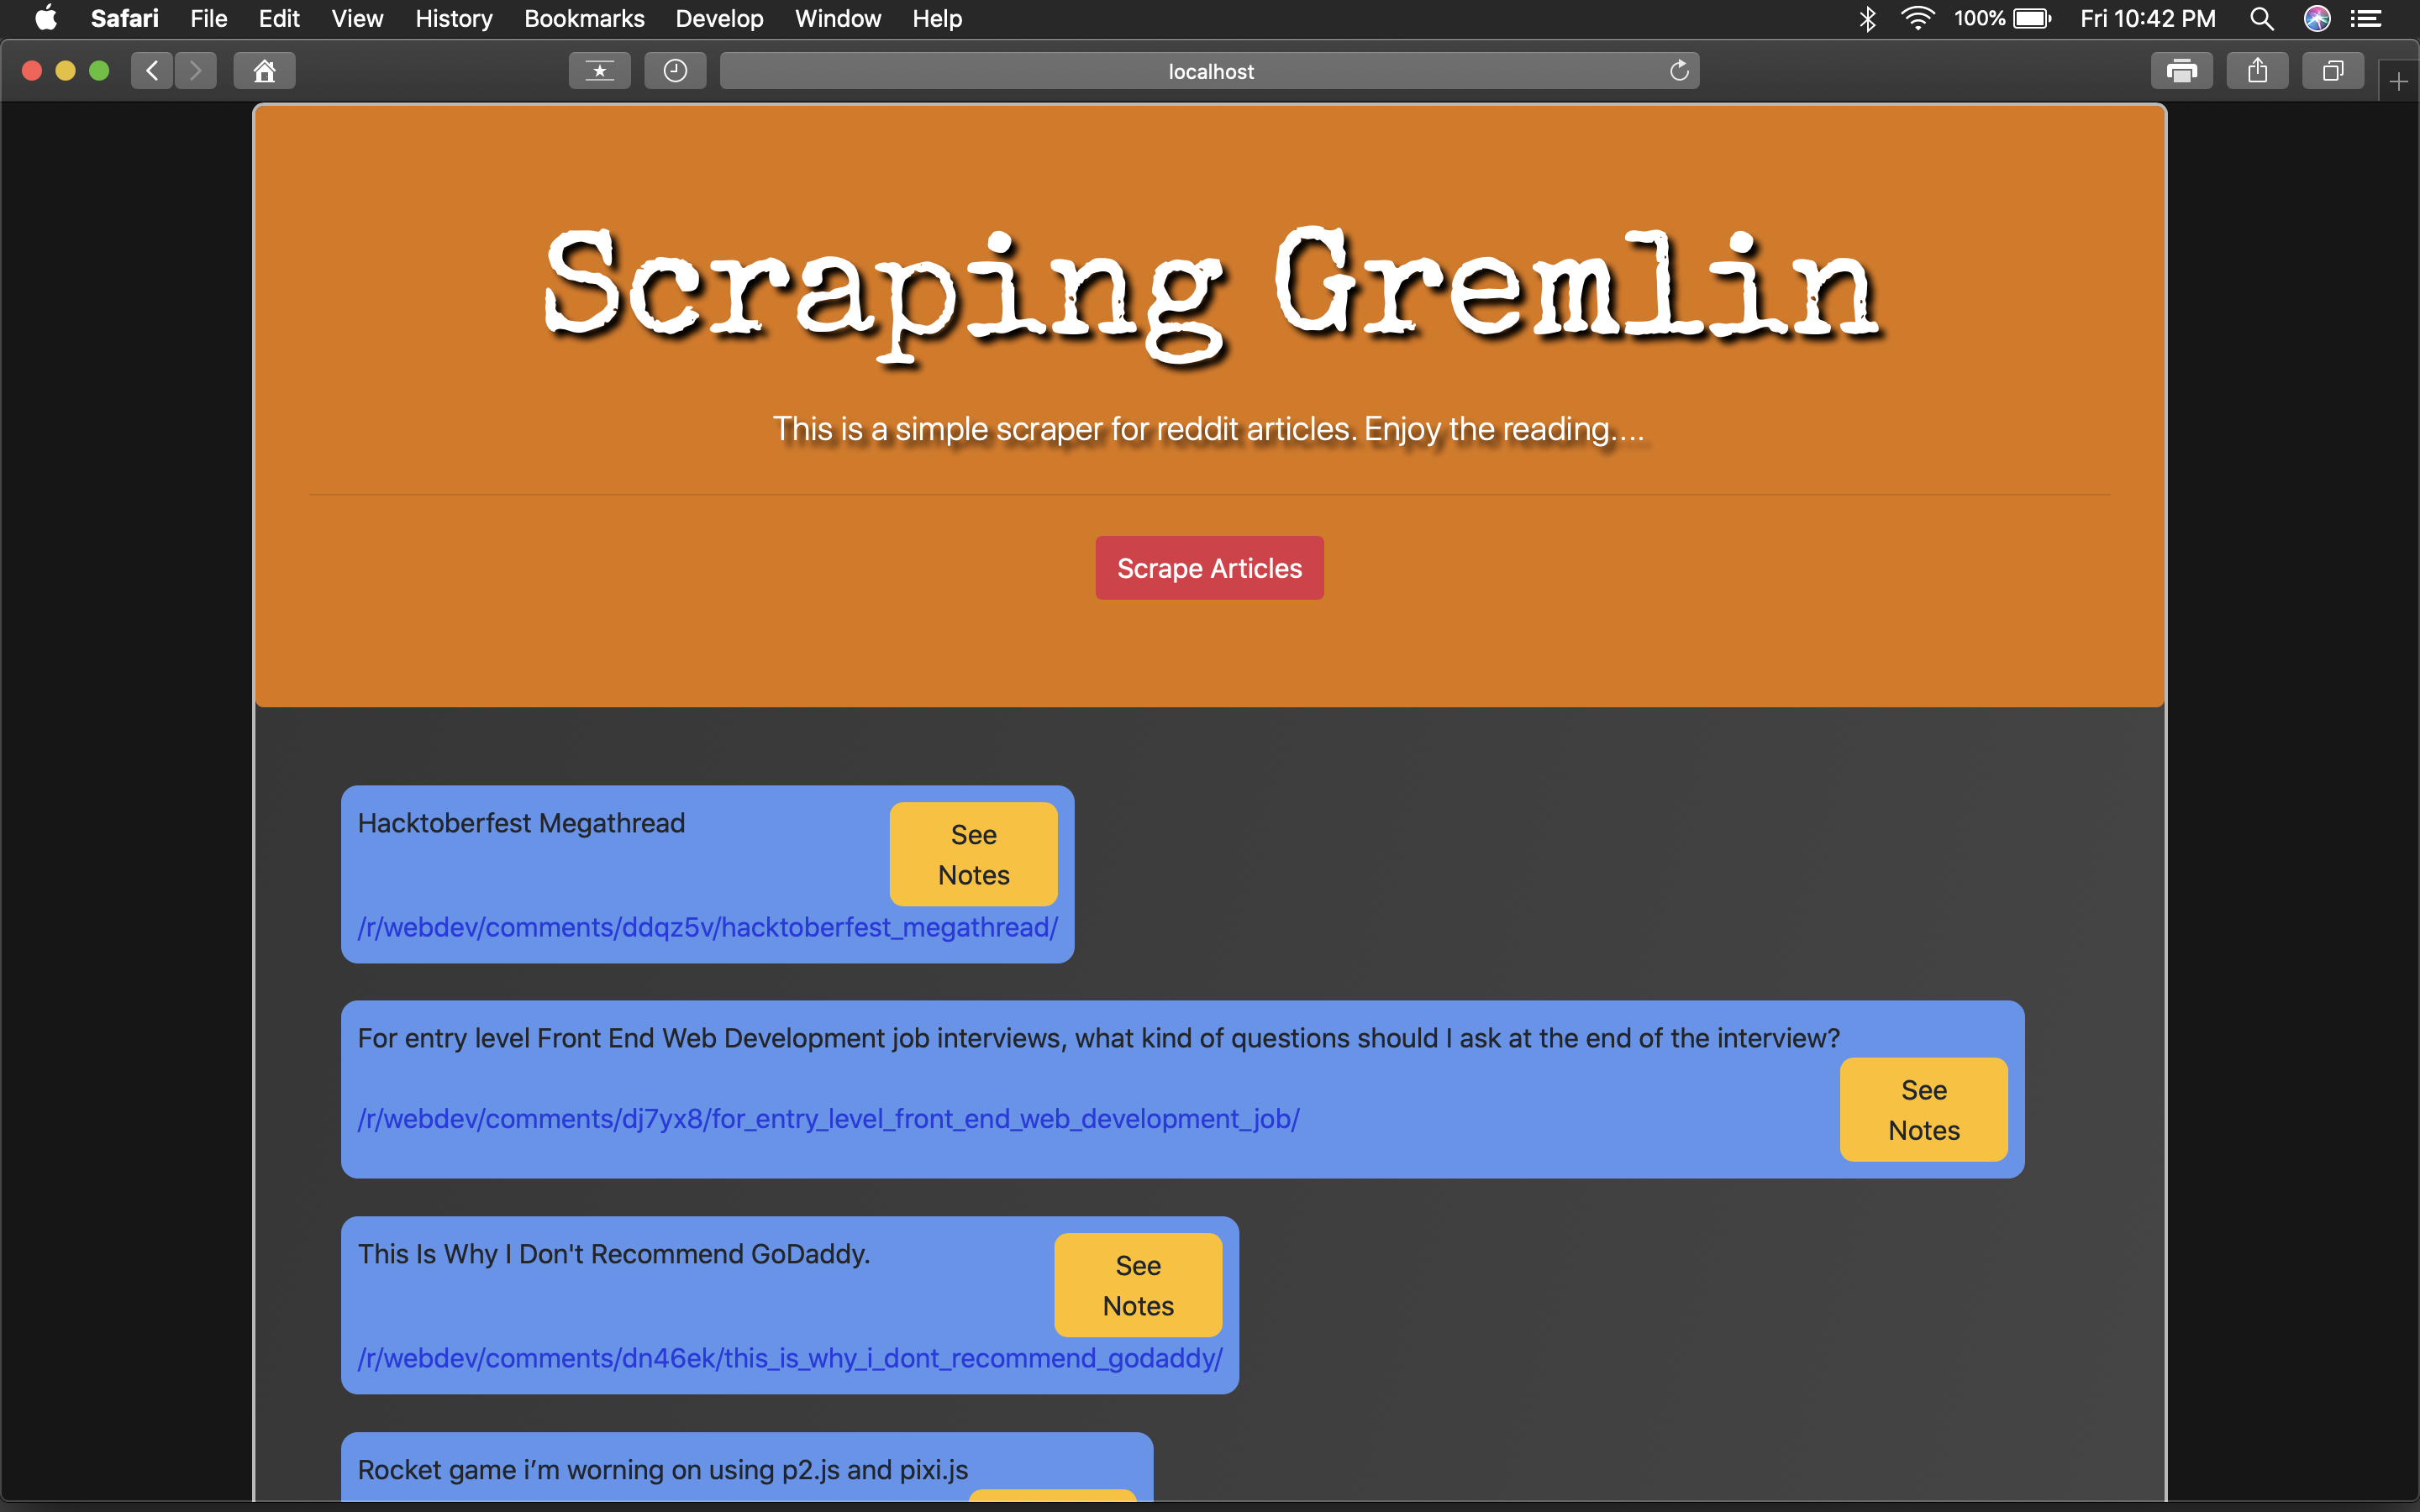 Safari File Edit View History Bookmarks Develop Window Help 100% Fri 10:42 PM
localhost
Scraping Gremlin
This is a simple scraper for reddit articles. Enjoy the reading....
Scrape Articles
Hacktoberfest Megathread
See
Notes
/r/webdev/comments/ddqz5v/hacktoberfest_megathread/
For entry level Front End Web Development job interviews, what kind of questions should I ask at the end of the interview?
See
Notes
/r/webdev/comments/dj7yx8/for_entry_level_front_end_web_development_job/
This Is Why I Don't Recommend GoDaddy.
See
Notes
/r/webdev/comments/dn46ek/this_is_why_i_dont_recommend_godaddy/
Rocket game i’m worning on using p2.js and pixi.js